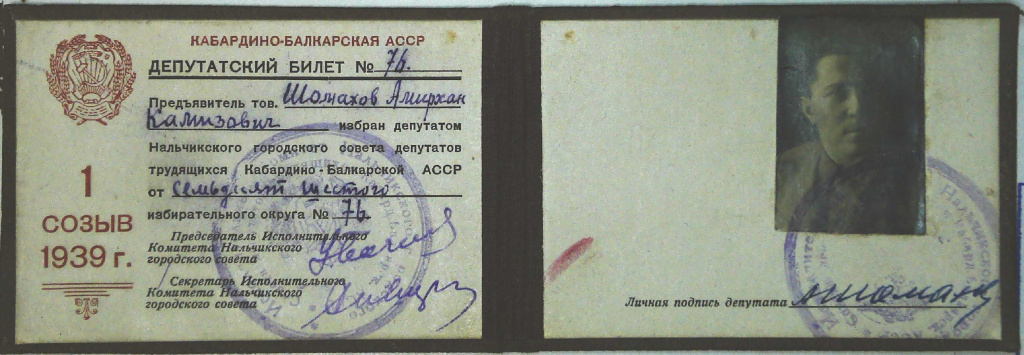 КАБАРДИНО-БАЛКАРСКАЯ АССР
ДЕПУТАТСКИЙ БИЛЕТ № 76.
Предъявитель тов. Шомахов Амирхан
Камизович избран депутатом
Нальчикского городского совета депутатов
трудящихся Кабардино-Балкарской АССР
от семьдесят шестого
избирательного округа № 76
Председатель Исполнительного
Комитета Нальчикского
городского совета
Секретарь Исполнительного
Комитета Нальчикского
городского совета
1
СОЗЫВ
1939 г.
Личная подпись депутата